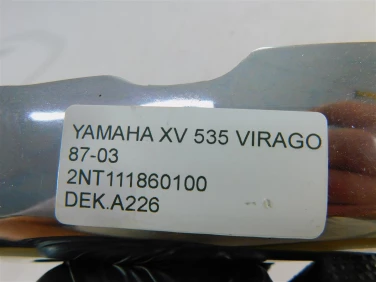 YAMAHA XV 535 VIRAGO
87-03
2NT111860100
DEK.A226